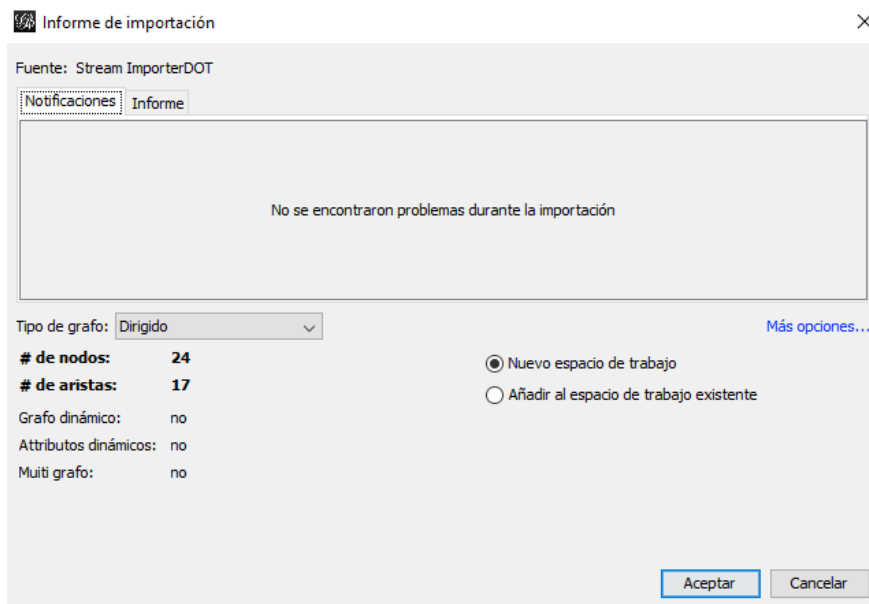 Informe de importación
Fuente: Stream ImporterDOT
Notificaciones Informe
No se encontraron problemas durante la importación
Tipo de grafo: Dirigido Más opciones...
# de nodos: 24 Nuevo espacio de trabajo
# de aristas: 17 Añadir al espacio de trabajo existente
Grafo dinámico: no
Attributos dinámicos: no
Muiti grafo: no
Aceptar Cancelar